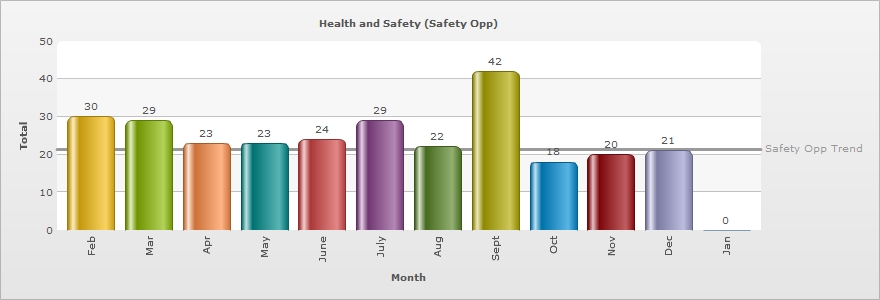 Health and Safety (Safety Opp)
50
40
30
20
10
0
Total
30
29
23
23
24
29
22
42
18
20
21
0
Safety Opp Trend
Feb
Mar
Apr
May
June
July
Aug
Sept
Oct
Nov
Dec
Jan
Month